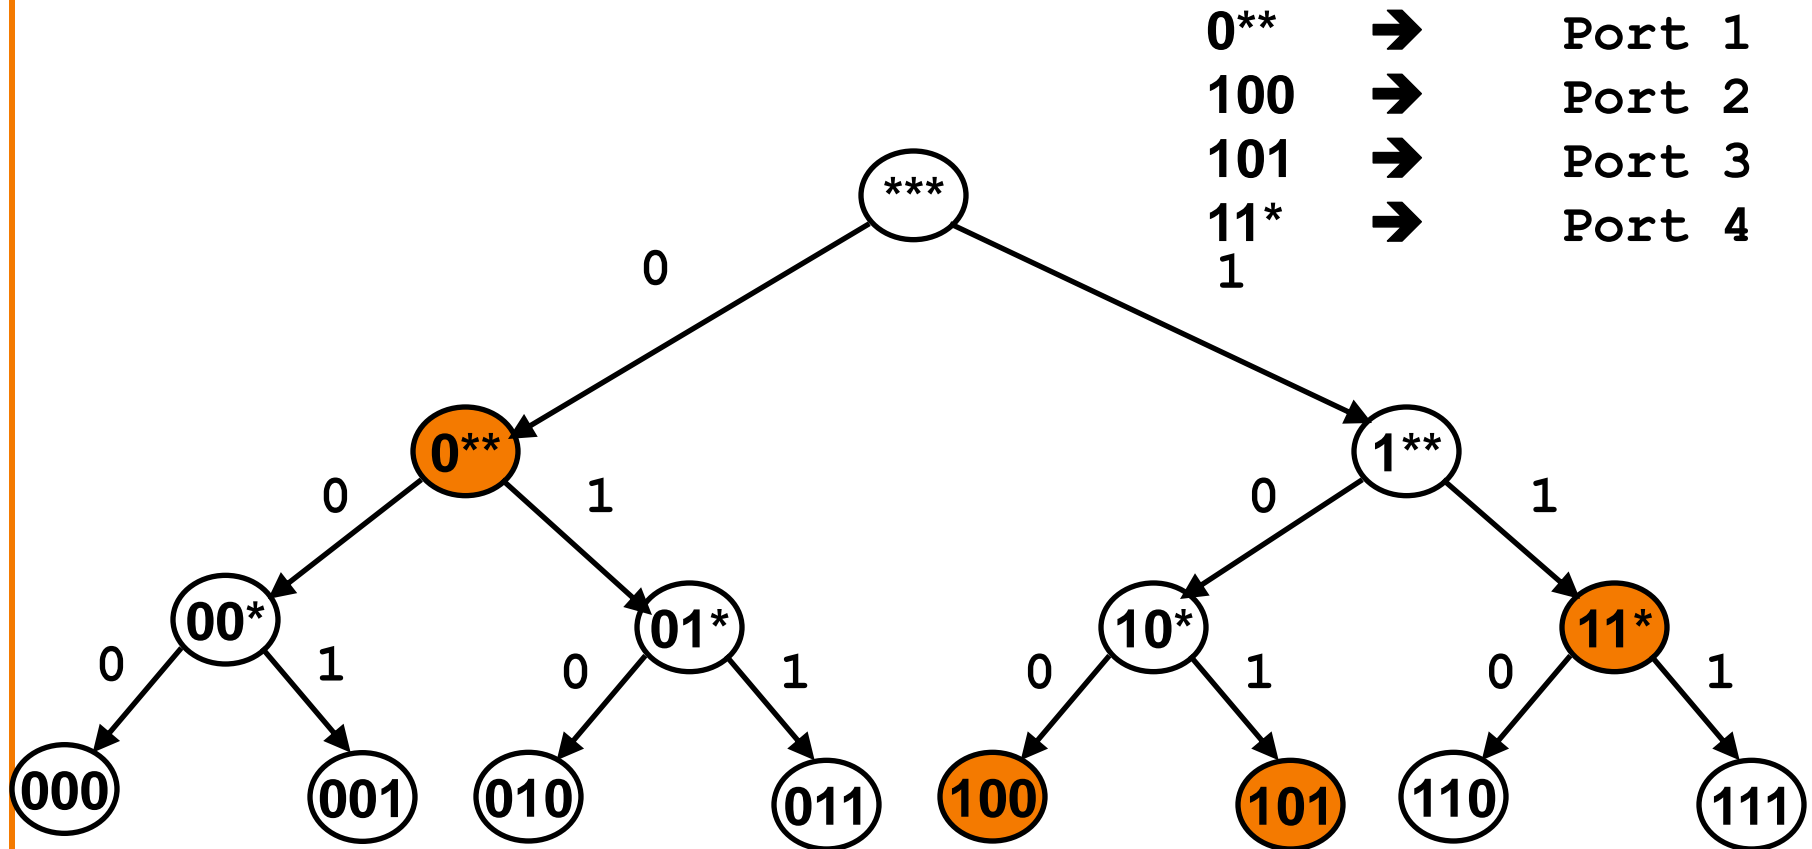 0** ➔ Port 1
100 ➔ Port 2
101 ➔ Port 3
11* ➔ Port 4
***
0 1
0** 1**
0 1 0 1
00* 01* 10* 11*
0 1 0 1 0 1 0 1
000 001 010 011 100 101 110 111